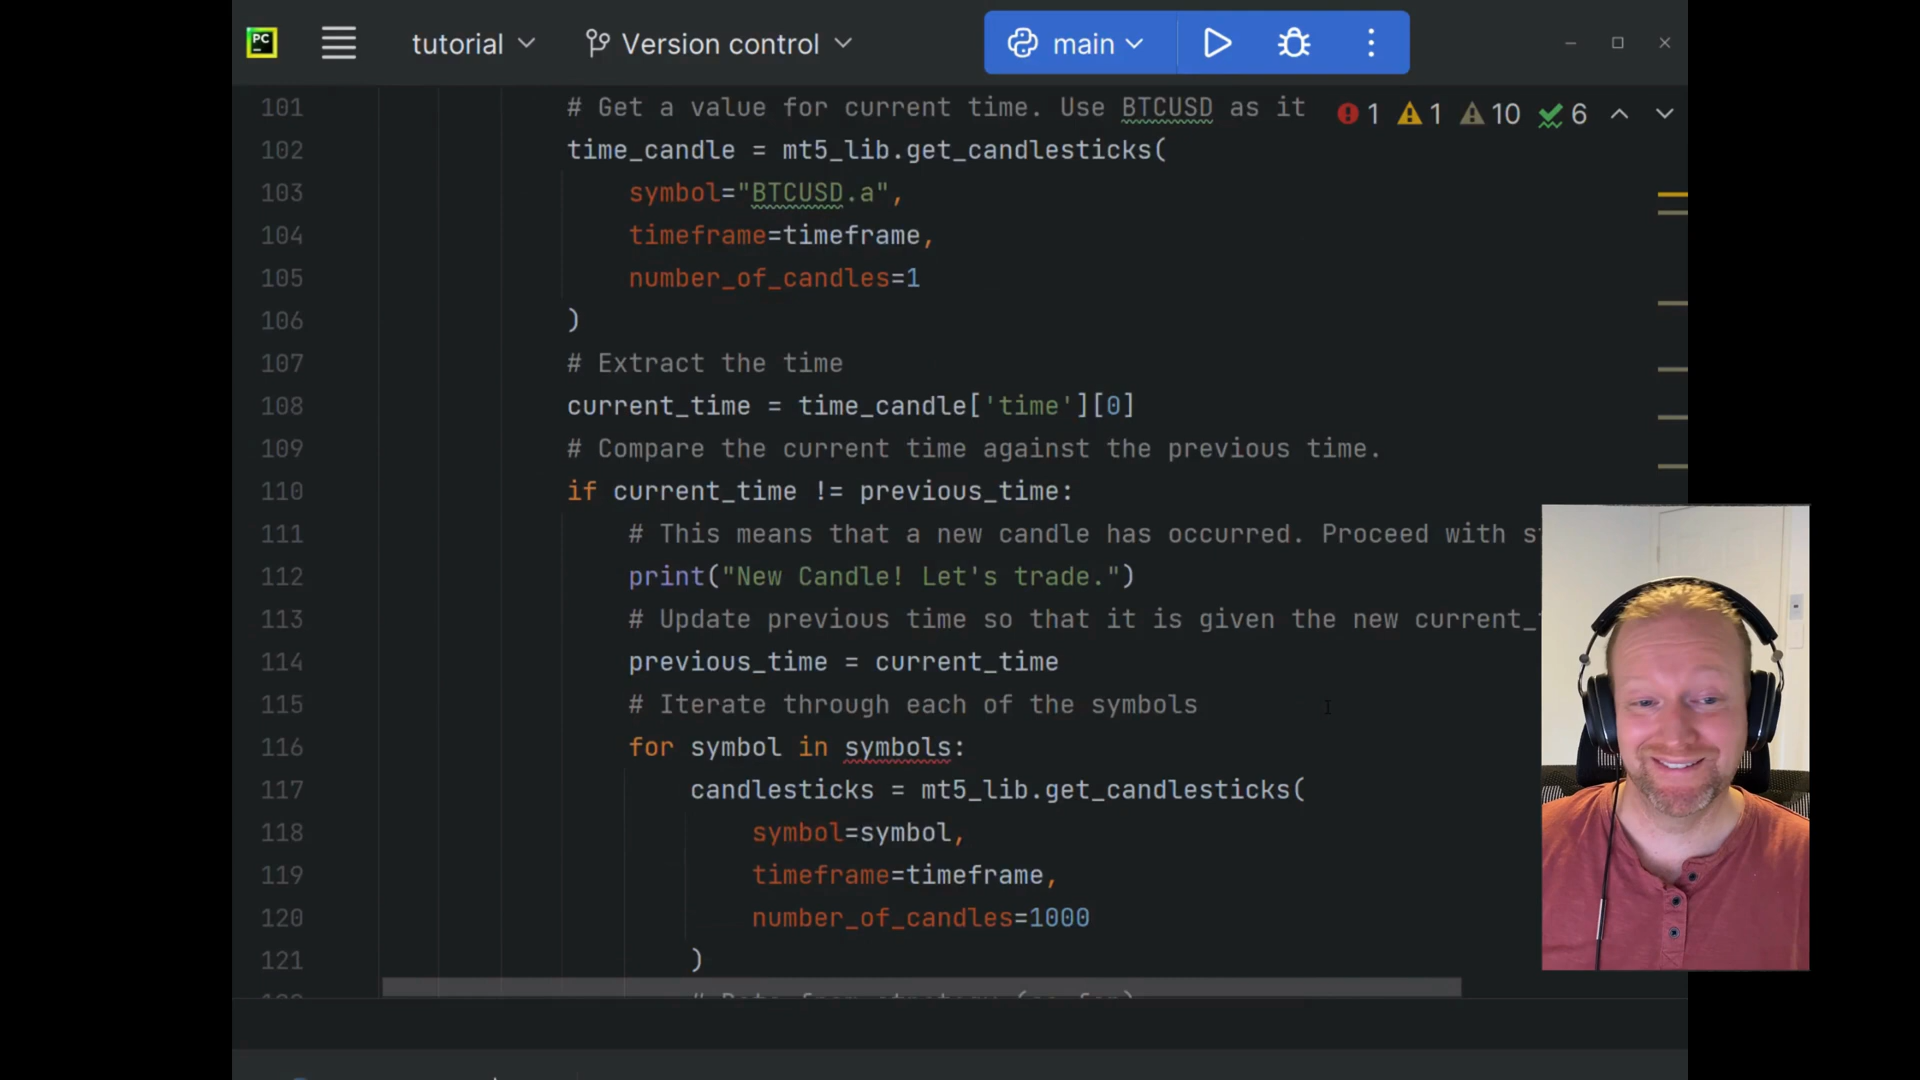 PC
tutorial
Version control
main
1 1 10 6
101 # Get a value for current time. Use BTCUSD as it
102 time_candle = mt5_lib.get_candlesticks(
103 symbol="BTCUSD.a",
104 timeframe=timeframe,
105 number_of_candles=1
106 )
107 # Extract the time
108 current_time = time_candle['time'][0]
109 # Compare the current time against the previous time.
110 if current_time != previous_time:
111 # This means that a new candle has occurred. Proceed with
112 print("New Candle! Let's trade.")
113 # Update previous time so that it is given the new current_
114 previous_time = current_time
115 # Iterate through each of the symbols
116 for symbol in symbols:
117 candlesticks = mt5_lib.get_candlesticks(
118 symbol=symbol,
119 timeframe=timeframe,
120 number_of_candles=1000
121 )